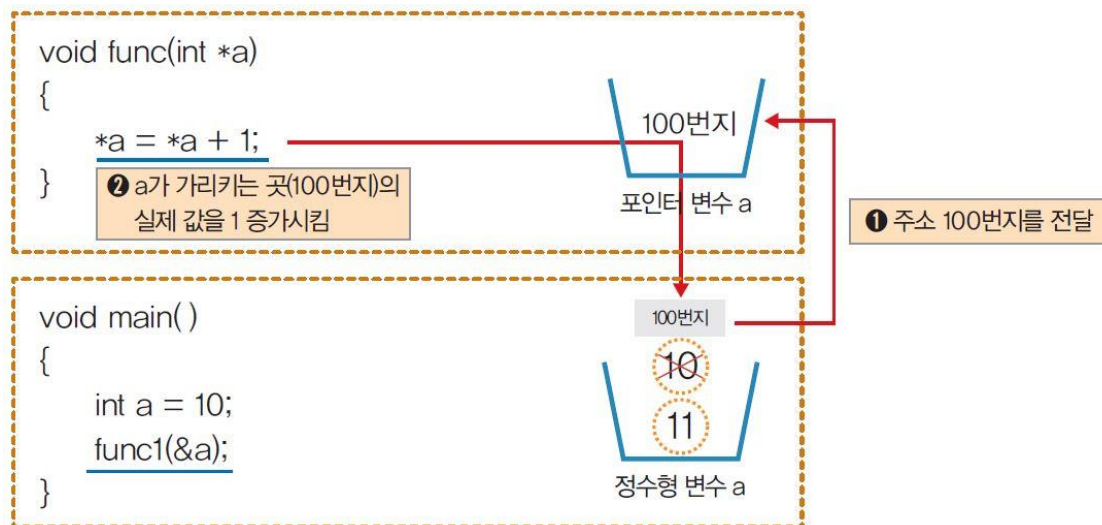 void func(int *a)
{
*a = *a + 1;
}
❷ a가 가리키는 곳(100번지)의
실제 값을 1 증가시킴
100번지
포인터 변수 a
❶ 주소 100번지를 전달
void main( )
{
int a = 10;
func1(&a);
}
100번지
10
11
정수형 변수 a